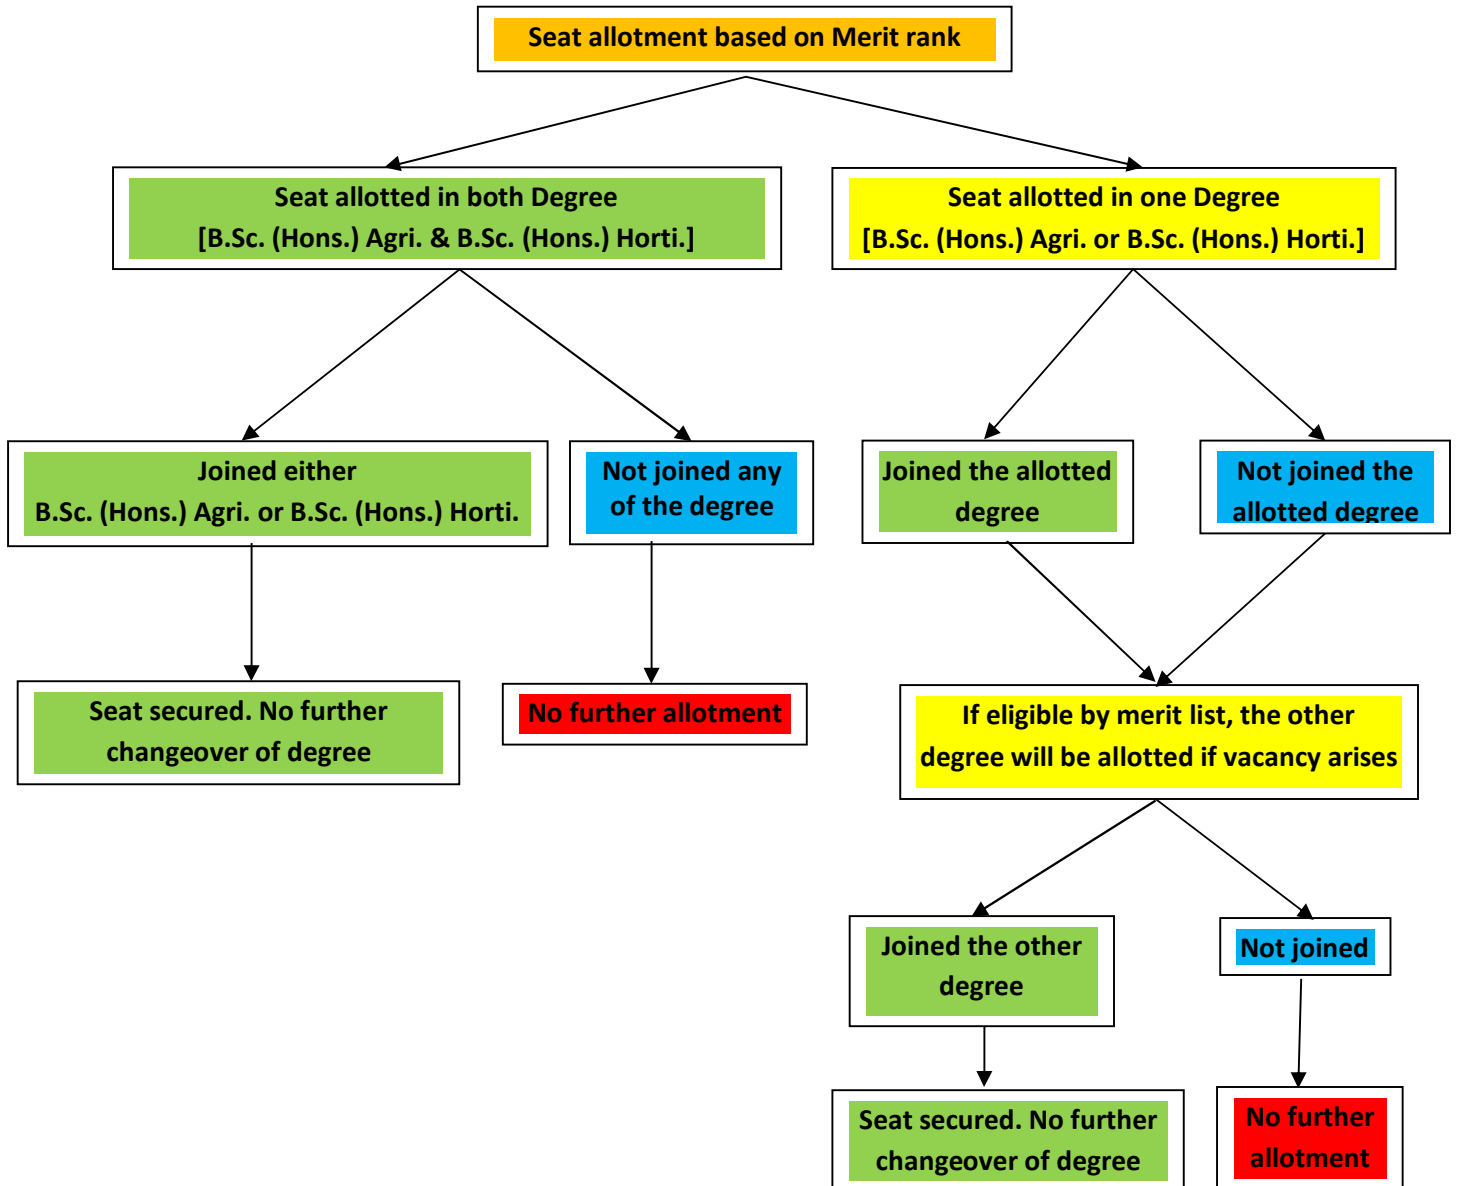 Seat allotment based on Merit rank
Seat allotted in both Degree
[B.Sc. (Hons.) Agri. & B.Sc. (Hons.) Horti.]
Seat allotted in one Degree
[B.Sc. (Hons.) Agri. or B.Sc. (Hons.) Horti.]
Joined either
B.Sc. (Hons.) Agri. or B.Sc. (Hons.) Horti.
Not joined any
of the degree
Joined the allotted
degree
Not joined the
allotted degree
Seat secured. No further
changeover of degree
No further allotment
If eligible by merit list, the other
degree will be allotted if vacancy arises
Joined the other
degree
Not joined
Seat secured. No further
changeover of degree
No further
allotment